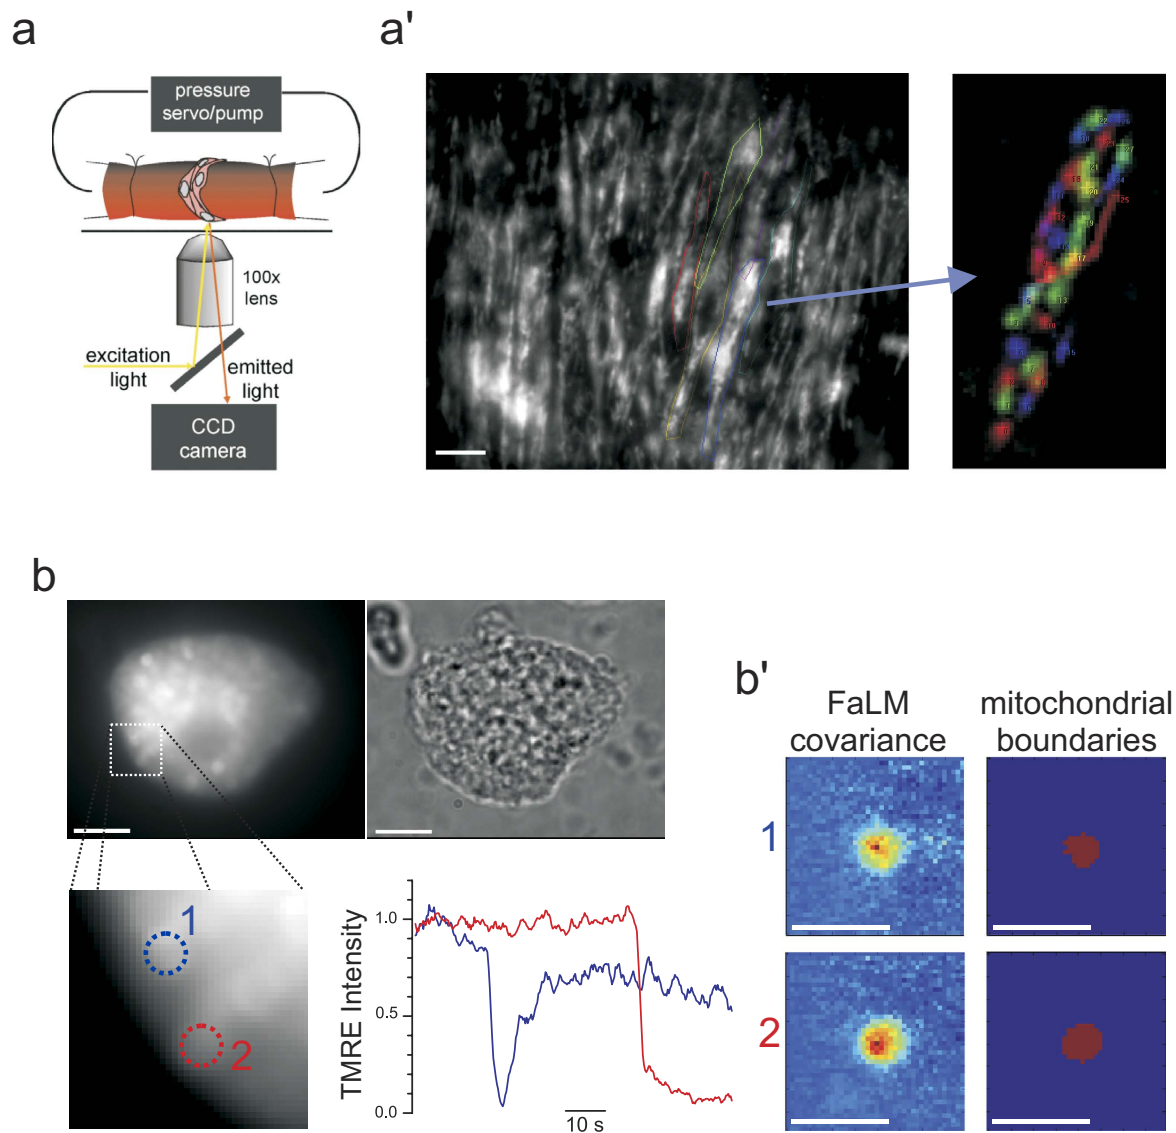 a
a'
pressure
servo/pump
100x
lens
excitation
light
emitted
light
CCD
camera
b
b'
FaLM
covariance
mitochondrial
boundaries
1
2
1
2
TMRE Intensity
1.0
0.5
0.0
10 s